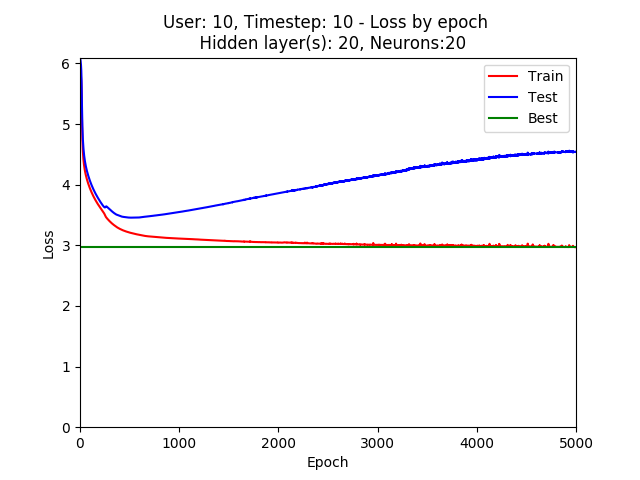 User: 10, Timestep: 10 - Loss by epoch
Hidden layer(s): 20, Neurons:20
Train
Test
Best
6
5
4
3
2
1
0
Loss
0 1000 2000 3000 4000 5000
Epoch